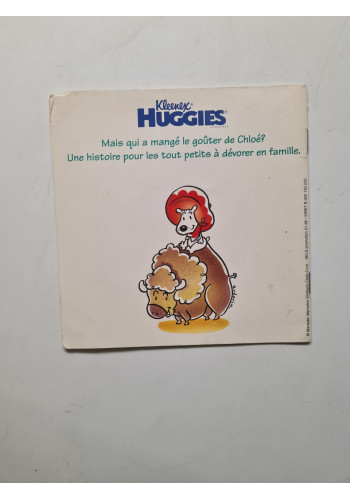 Kleenex
HUGGIES
Mais qui a mangé le goûter de Chloé?
Une histoire pour les tout petits à dévorer en famille.